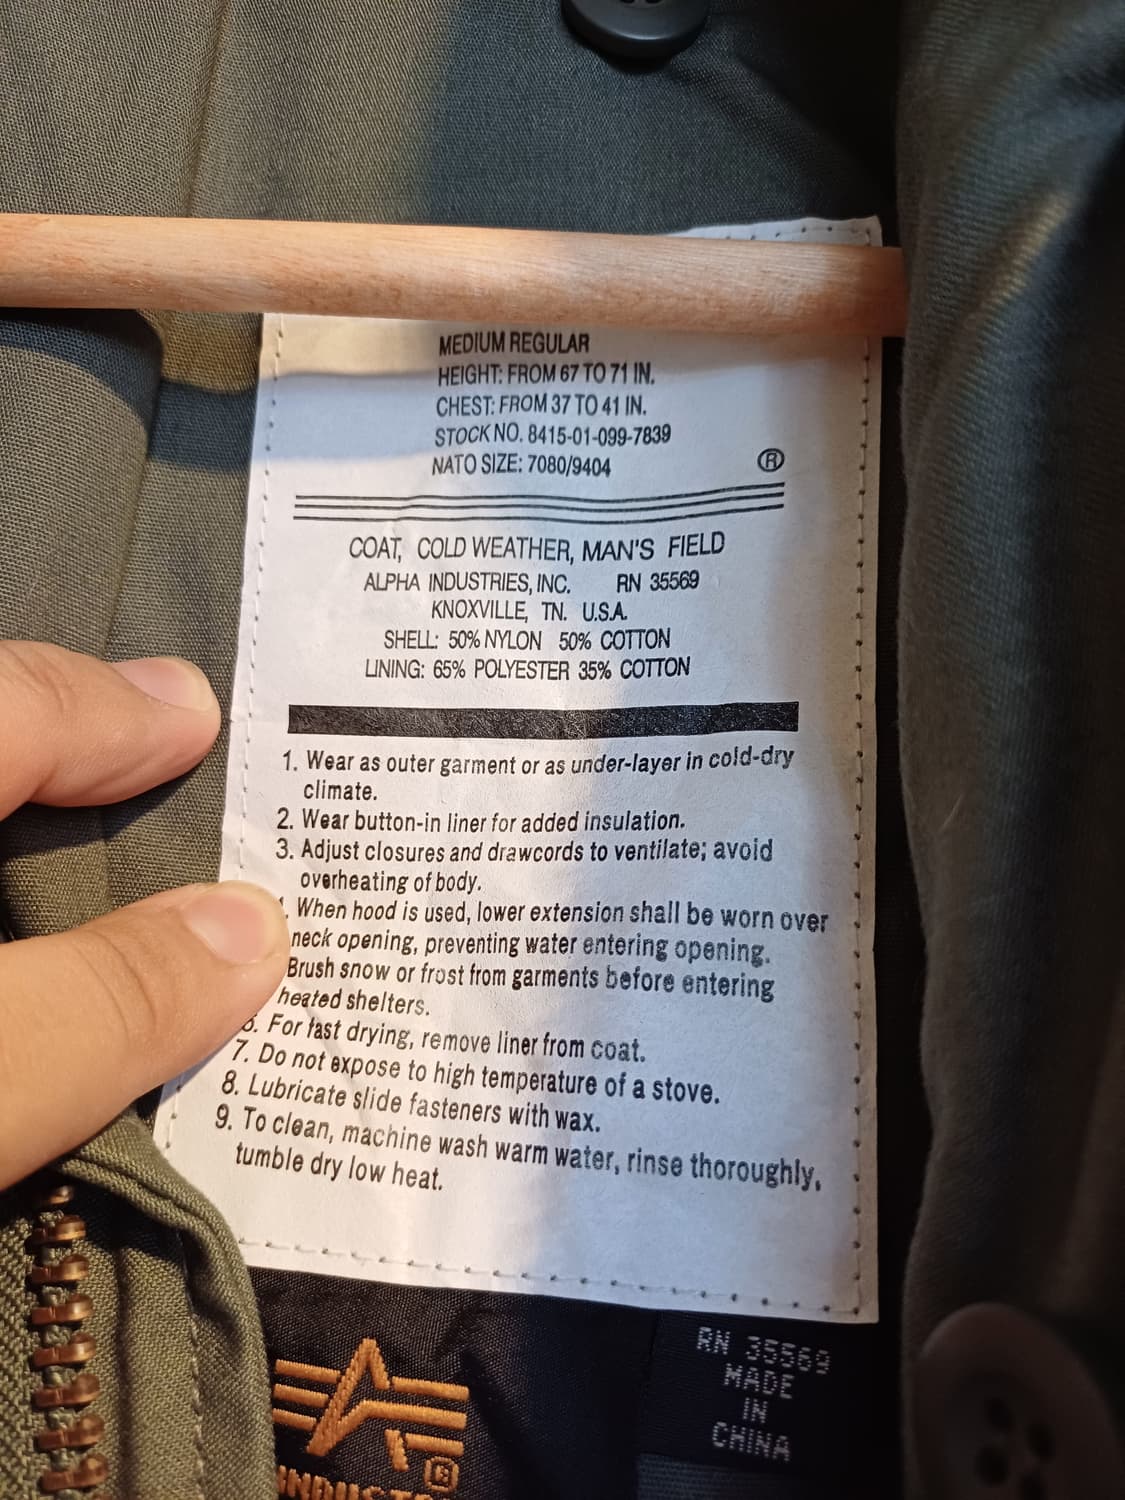 MEDIUM REGULAR
HEIGHT: FROM 67 TO 71 IN.
CHEST: FROM 37 TO 41 IN.
STOCK NO. 8415-01-099-7839
NATO SIZE: 7080/9404
®
COAT, COLD WEATHER, MAN'S FIELD
ALPHA INDUSTRIES, INC. RN 35569
KNOXVILLE, TN. U.S.A.
SHELL: 50% NYLON 50% COTTON
LINING: 65% POLYESTER 35% COTTON
1. Wear as outer garment or as under-layer in cold-dry
climate.
2. Wear button-in liner for added insulation.
3. Adjust closures and drawcords to ventilate; avoid
overheating of body.
. When hood is used, lower extension shall be worn over
neck opening, preventing water entering opening.
Brush snow or frost from garments before entering
heated shelters.
6. For fast drying, remove liner from coat.
7. Do not expose to high temperature of a stove.
8. Lubricate slide fasteners with wax.
9. To clean, machine wash warm water, rinse thoroughly,
tumble dry low heat.
RN 35569
MADE
IN
CHINA
®